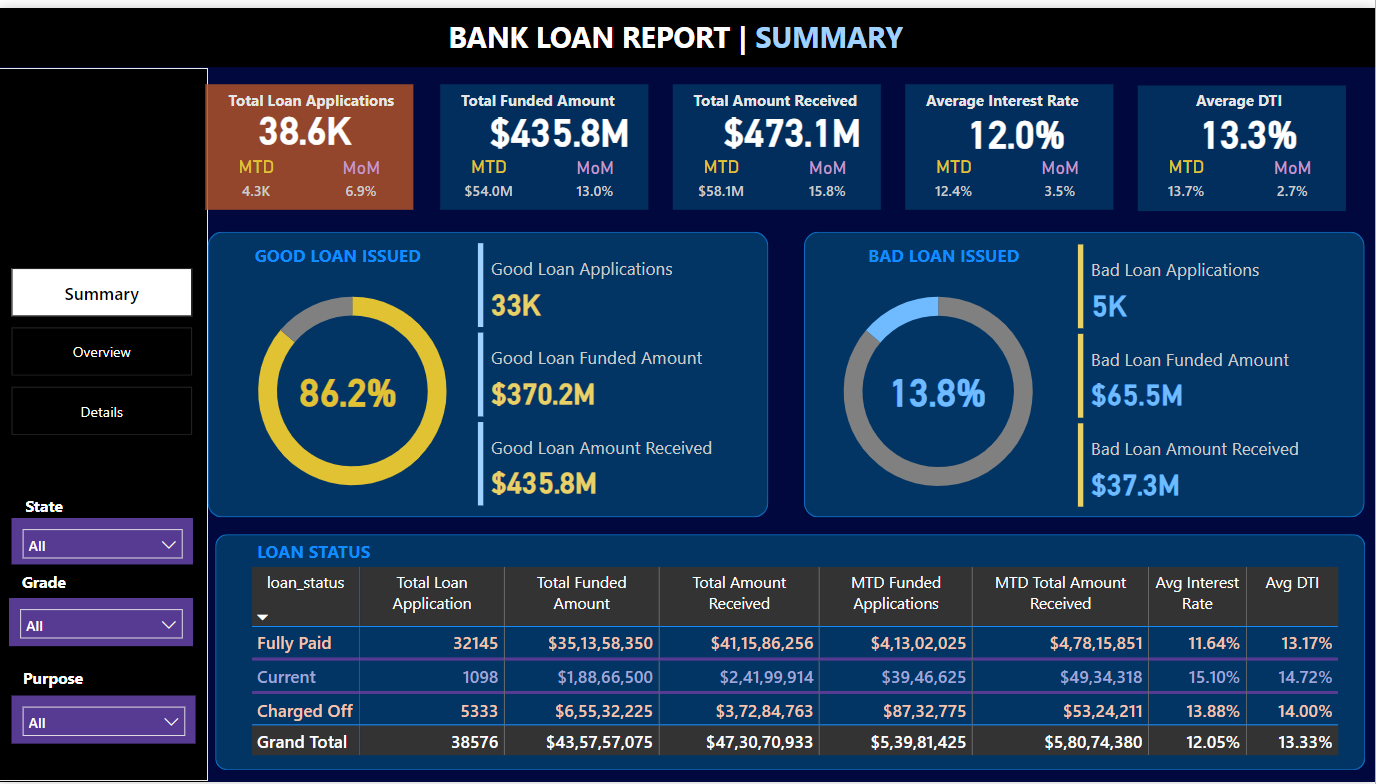 BANK LOAN REPORT | SUMMARY
Total Loan Applications
38.6K
MTD MoM
4.3K 6.9%
Total Funded Amount
$435.8M
MTD MoM
$54.0M 13.0%
Total Amount Received
$473.1M
MTD MoM
$58.1M 15.8%
Average Interest Rate
12.0%
MTD MoM
12.4% 3.5%
Average DTI
13.3%
MTD MoM
13.7% 2.7%
Summary
Overview
Details
State
All
Grade
All
Purpose
All
GOOD LOAN ISSUED
86.2%
Good Loan Applications
33K
Good Loan Funded Amount
$370.2M
Good Loan Amount Received
$435.8M
BAD LOAN ISSUED
13.8%
Bad Loan Applications
5K
Bad Loan Funded Amount
$65.5M
Bad Loan Amount Received
$37.3M
LOAN STATUS
loan_status Total Loan Total Funded Total Amount MTD Funded MTD Total Amount Avg Interest Avg DTI
Application Amount Received Applications Received Rate
Fully Paid 32145 $35,13,58,350 $41,15,86,256 $4,13,02,025 $4,78,15,851 11.64% 13.17%
Current 1098 $1,88,66,500 $2,41,99,914 $39,46,625 $49,34,318 15.10% 14.72%
Charged Off 5333 $6,55,32,225 $3,72,84,763 $87,32,775 $53,24,211 13.88% 14.00%
Grand Total 38576 $43,57,57,075 $47,30,70,933 $5,39,81,425 $5,80,74,380 12.05% 13.33%